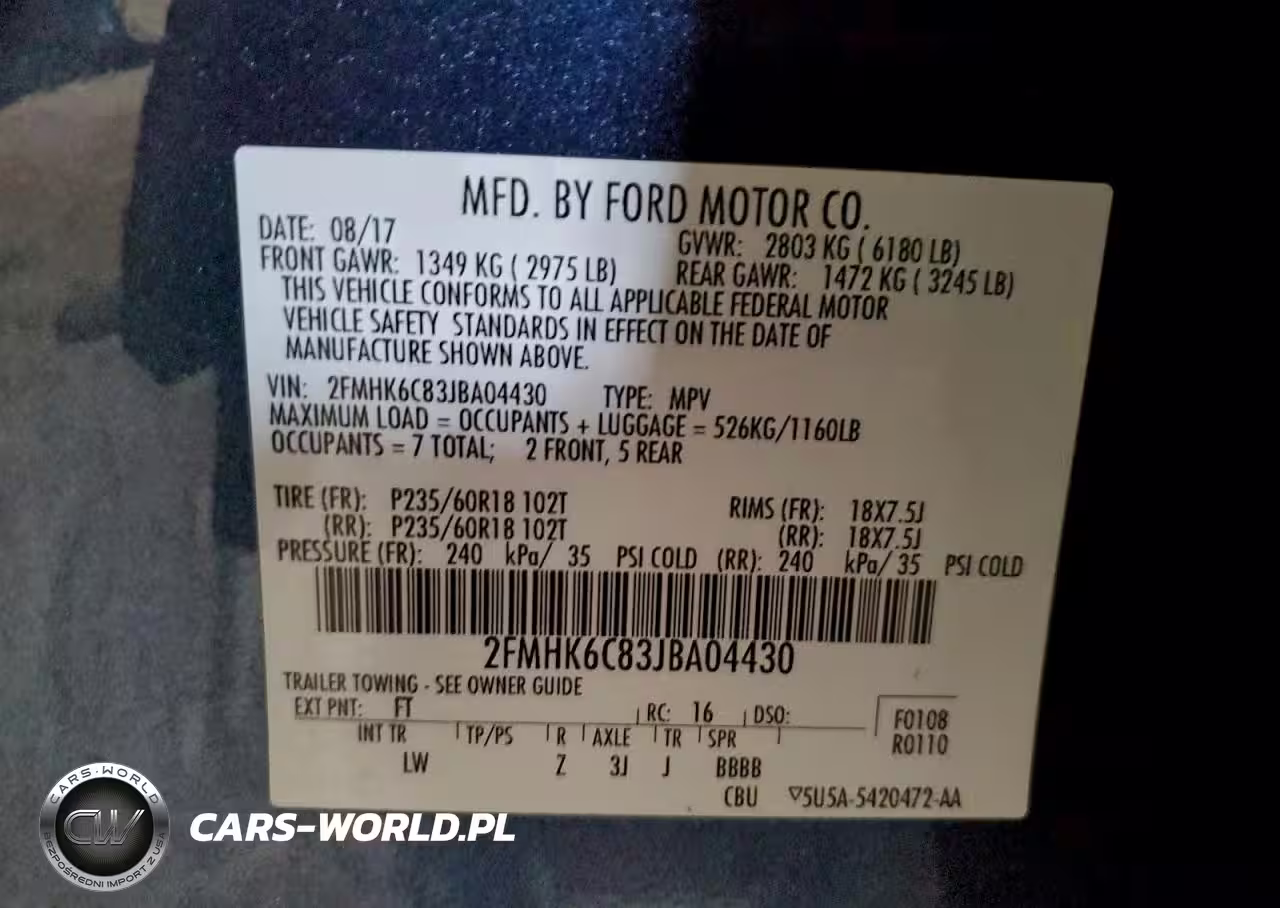 MFD. BY FORD MOTOR CO.
DATE: 08/17 GVWR: 2803 KG ( 6180 LB)
FRONT GAWR: 1349 KG ( 2975 LB) REAR GAWR: 1472 KG ( 3245 LB)
THIS VEHICLE CONFORMS TO ALL APPLICABLE FEDERAL MOTOR
VEHICLE SAFETY STANDARDS IN EFFECT ON THE DATE OF
MANUFACTURE SHOWN ABOVE.
VIN: 2FMHK6C83JBA04430 TYPE: MPV
MAXIMUM LOAD = OCCUPANTS + LUGGAGE = 526KG/1160LB
OCCUPANTS = 7 TOTAL; 2 FRONT, 5 REAR
TIRE (FR): P235/60R18 102T RIMS (FR): 18X7.5J
(RR): P235/60R18 102T (RR): 18X7.5J
PRESSURE (FR): 240 kPa/ 35 PSI COLD (RR): 240 kPa/ 35 PSI COLD
2FMHK6C83JBA04430
TRAILER TOWING - SEE OWNER GUIDE
EXT PNT: FT RC: 16 DSO: F0108
INT TR TP/PS R AXLE TR SPR R0110
LW Z 3J J BBBB
CBU ▽5U5A-5420472-AA
CARS-WORLD
CW
BEZPOŚREDNI IMPORT Z USA
CARS-WORLD.PL